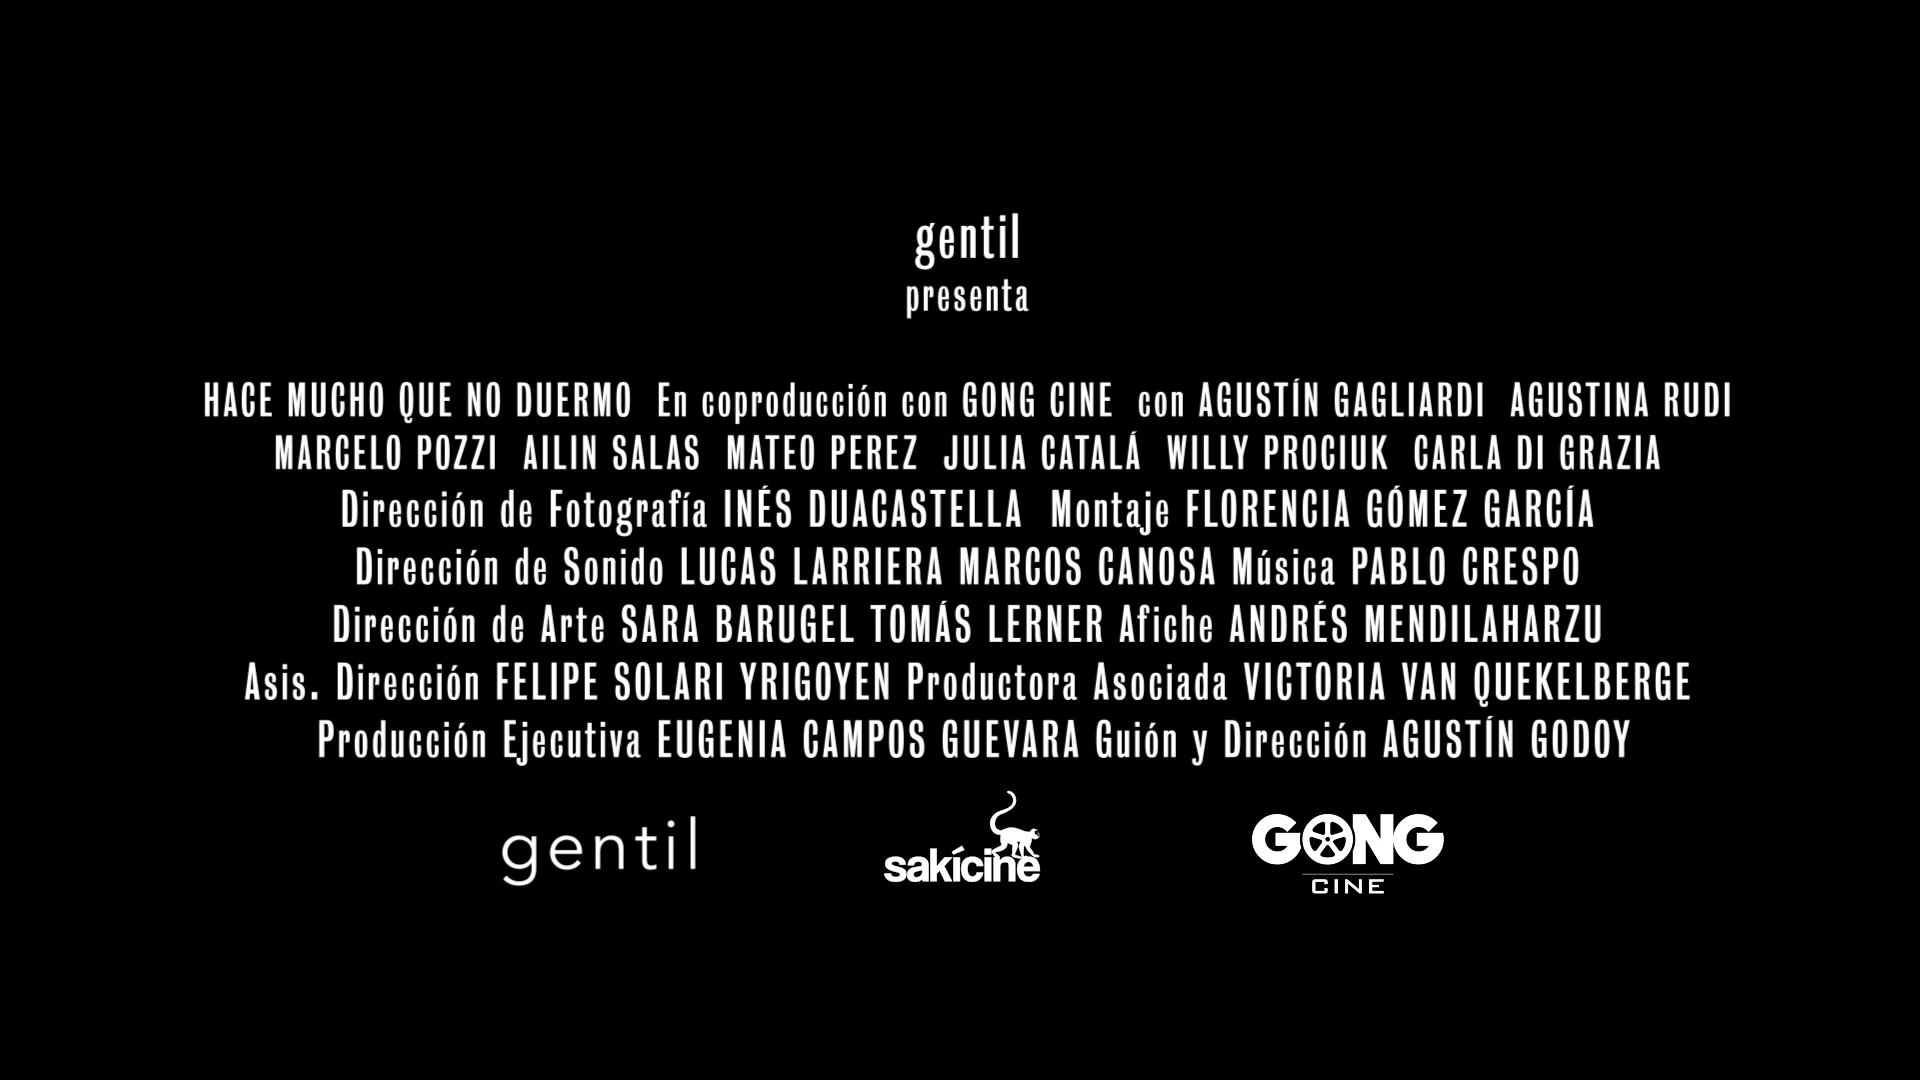 gentil
presenta
HACE MUCHO QUE NO DUERMO En coproducción con GONG CINE con AGUSTÍN GAGLIARDI AGUSTINA RUDI
MARCELO POZZI AILIN SALAS MATEO PEREZ JULIA CATALÁ WILLY PROCIUK CARLA DI GRAZIA
Dirección de Fotografía INÉS DUACASTELLA Montaje FLORENCIA GÓMEZ GARCÍA
Dirección de Sonido LUCAS LARRIERA MARCOS CANOSA Música PABLO CRESPO
Dirección de Arte SARA BARUGEL TOMÁS LERNER Afiche ANDRÉS MENDILAHARZU
Asis. Dirección FELIPE SOLARI YRIGOYEN Productora Asociada VICTORIA VAN QUEKELBERGE
Producción Ejecutiva EUGENIA CAMPOS GUEVARA Guión y Dirección AGUSTÍN GODOY
gentil
sakícine
GONG
CINE